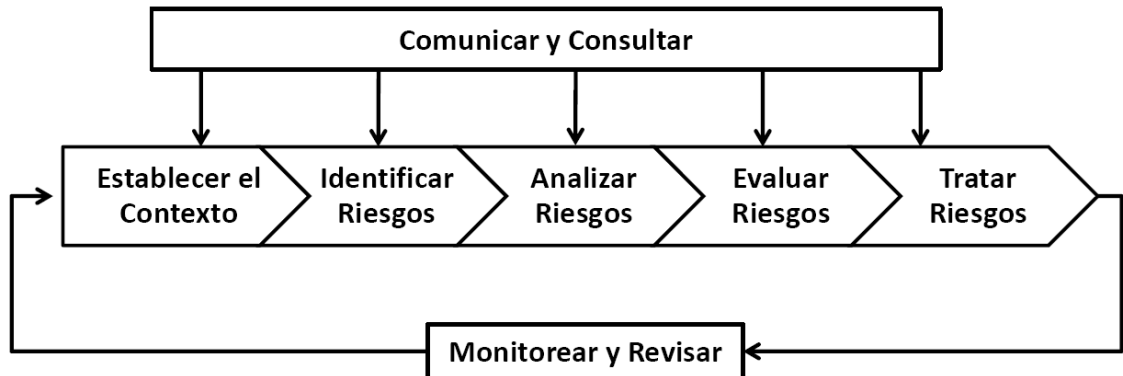 Comunicar y Consultar
Establecer el
Contexto
Identificar
Riesgos
Analizar
Riesgos
Evaluar
Riesgos
Tratar
Riesgos
Monitorear y Revisar